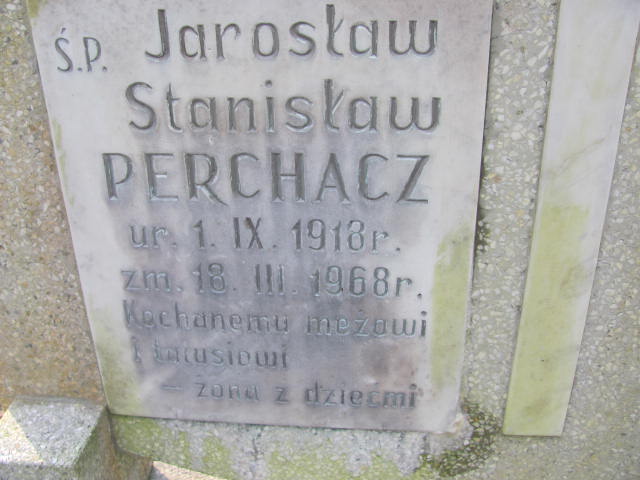 Ś.P. Jarosław
Stanisław
PERCHACZ
ur. 1. IX. 1918r.
zm. 18. III. 1968r.
Kochanemu mężowi
i tatusiowi
– żona z dziećmi